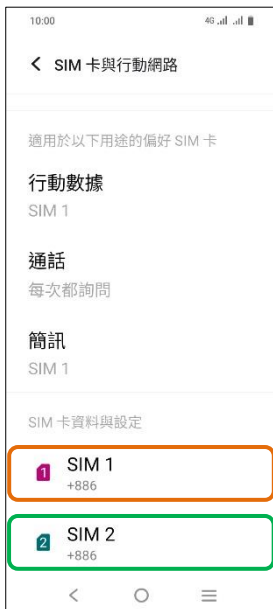 10:00
4G
SIM 卡與行動網路
適用於以下用途的偏好 SIM 卡
行動數據
SIM 1
通話
每次都詢問
簡訊
SIM 1
SIM 卡資料與設定
1
SIM 1
+886
2
SIM 2
+886